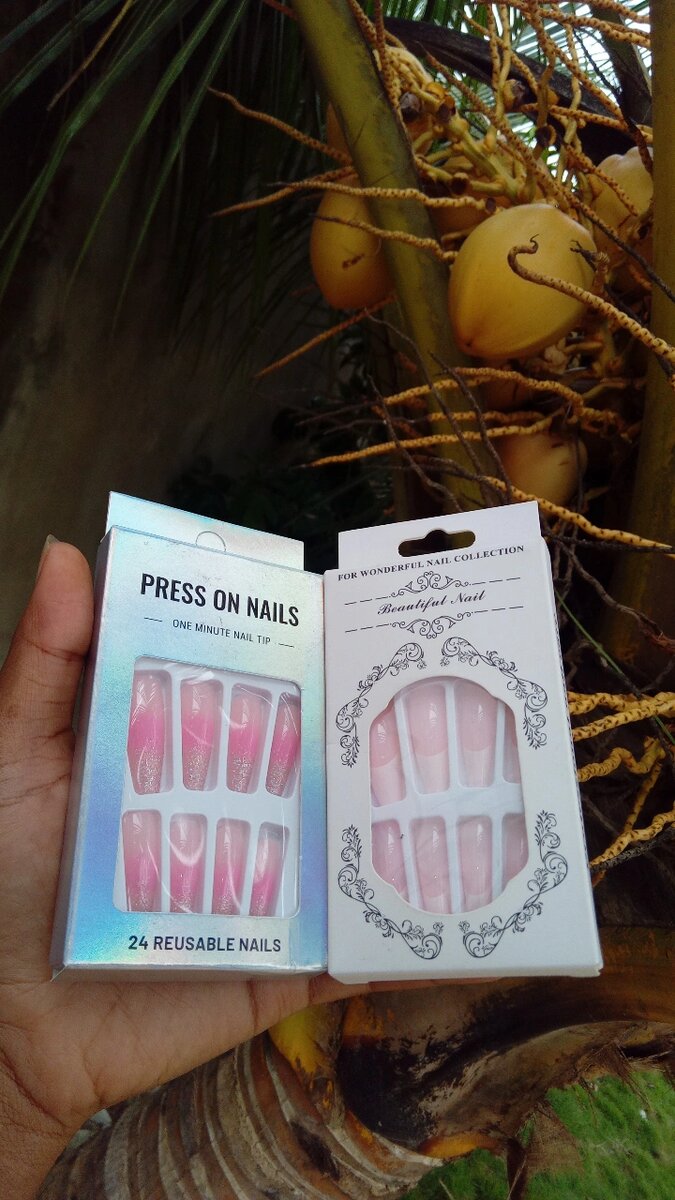 PRESS ON NAILS
ONE MINUTE NAIL TIP
24 REUSABLE NAILS
FOR WONDERFUL NAIL COLLECTION
Beautiful Nail